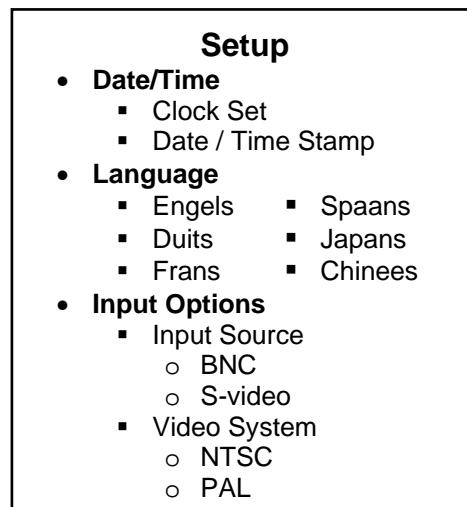 Setup
• Date/Time
▪ Clock Set
▪ Date / Time Stamp
• Language
▪ Engels ▪ Spaans
▪ Duits ▪ Japans
▪ Frans ▪ Chinees
• Input Options
▪ Input Source
o BNC
o S-video
▪ Video System
o NTSC
o PAL